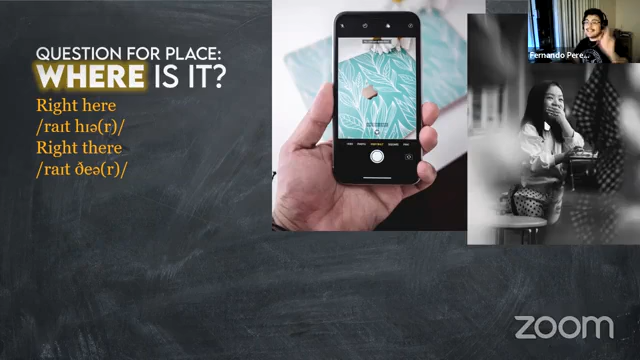 QUESTION FOR PLACE:
WHERE IS IT?
Right here
/raɪt hɪə(r)/
Right there
/raɪt ðeə(r)/
Fernando Pere...
zoom